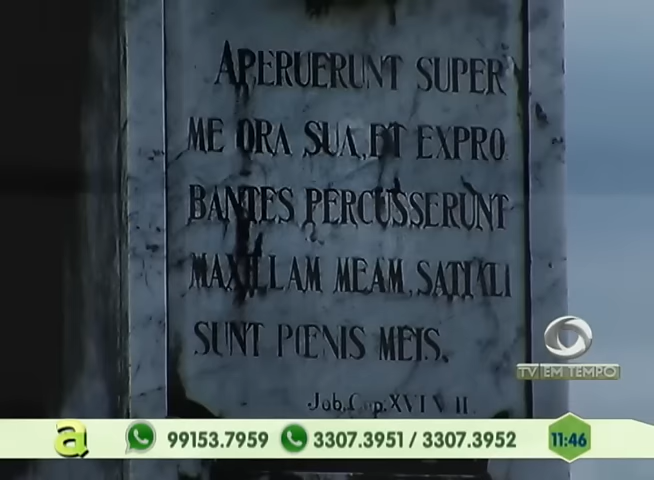 APERUERUNT SUPER
ME ORA SUA, ET EXPRO
BANTES PERCUSSERUNT
MAXILLAM MEAM, SATIALI
SUNT PŒNIS MEIS.
Job. Cap. XVI V II.
TV EM TEMPO
a 99153.7959 3307.3951 / 3307.3952 11:46